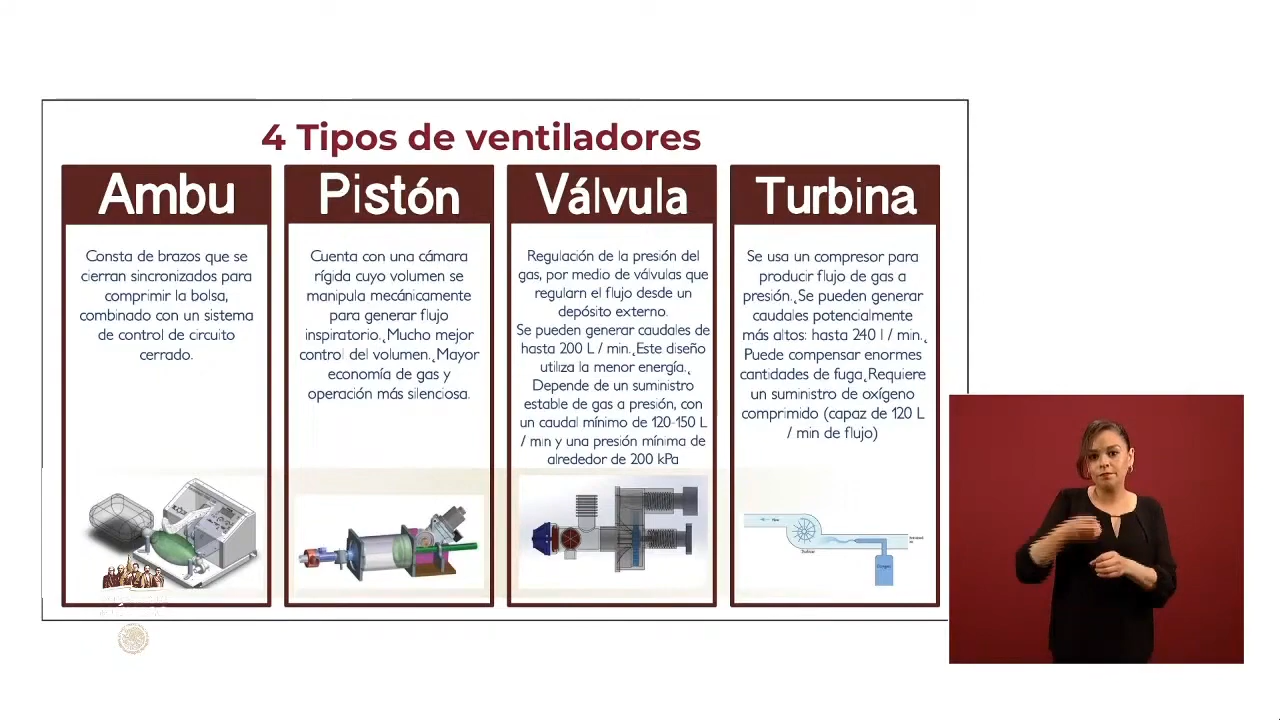 4 Tipos de ventiladores
Ambu
Consta de brazos que se
cierran sincronizados para
comprimir la bolsa,
combinado con un sistema
de control de circuito
cerrado.
Pistón
Cuenta con una cámara
rígida cuyo volumen se
manipula mecánicamente
para generar flujo
inspiratorio.¸Mucho mejor
control del volumen.¸Mayor
economía de gas y
operación más silenciosa.
Válvula
Regulación de la presión del
gas, por medio de válvulas que
regularn el flujo desde un
depósito externo.
Se pueden generar caudales de
hasta 200 L / min.¸Este diseño
utiliza la menor energía.¸
Depende de un suministro
estable de gas a presión, con
un caudal mínimo de 120-150 L
/ min y una presión mínima de
alrededor de 200 kPa
Turbina
Se usa un compresor para
producir flujo de gas a
presión.¸Se pueden generar
caudales potencialmente
más altos: hasta 240 l / min.¸
Puede compensar enormes
cantidades de fuga¸Requiere
un suministro de oxígeno
comprimido (capaz de 120 L
/ min de flujo)
Flow
Turbine
Oxygen